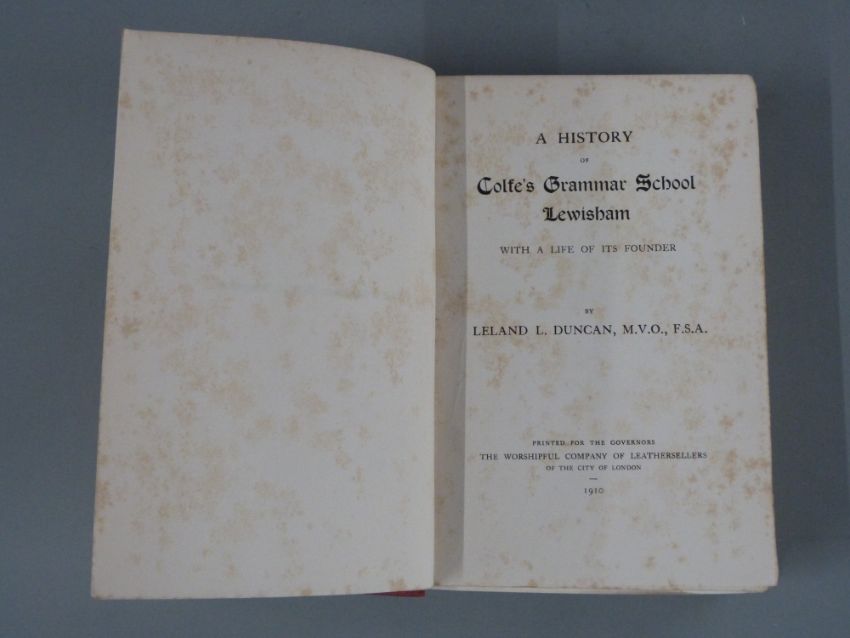 A HISTORY
OF
Colfe's Grammar School
Lewisham
WITH A LIFE OF ITS FOUNDER
BY
LELAND L. DUNCAN, M.V.O., F.S.A.
PRINTED FOR THE GOVERNORS
THE WORSHIPFUL COMPANY OF LEATHERSELLERS
OF THE CITY OF LONDON
1910